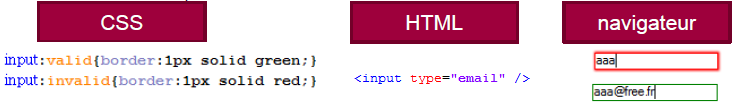 CSS
HTML
navigateur
input:valid{border:1px solid green;}
input:invalid{border:1px solid red;}
<input type="email" />
aaa
aaa@free.fr